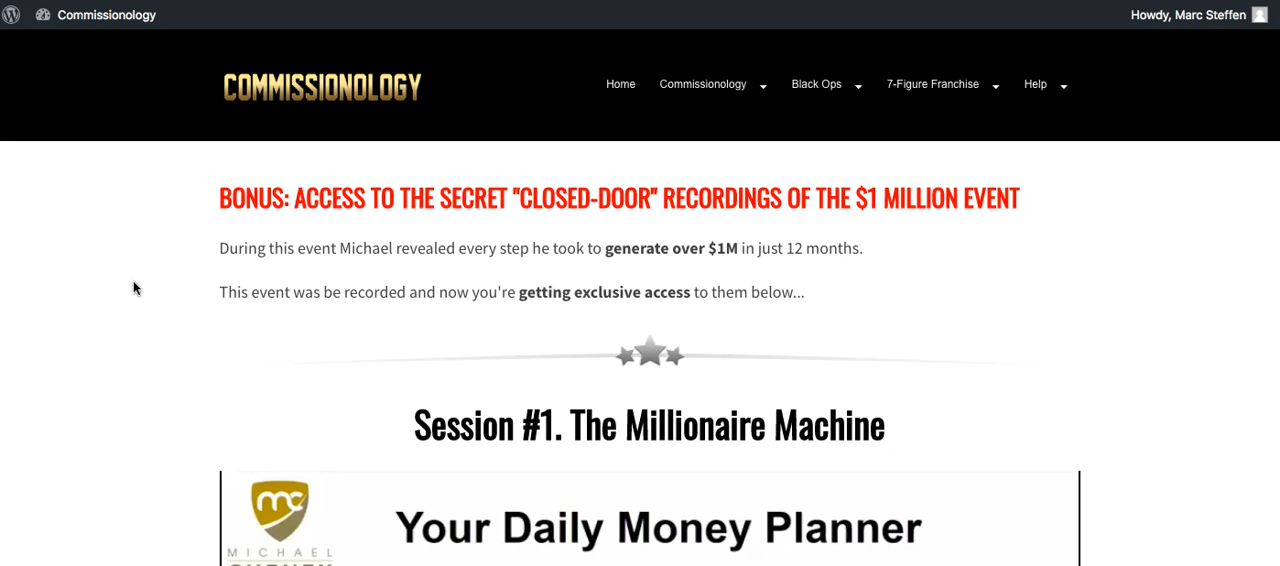 Commissionology
Howdy, Marc Steffen
COMMISSIONOLOGY
Home Commissionology Black Ops 7-Figure Franchise Help
BONUS: ACCESS TO THE SECRET "CLOSED-DOOR" RECORDINGS OF THE $1 MILLION EVENT
During this event Michael revealed every step he took to generate over $1M in just 12 months.
This event was be recorded and now you're getting exclusive access to them below...
Session #1. The Millionaire Machine
mc
Your Daily Money Planner
MICHAEL